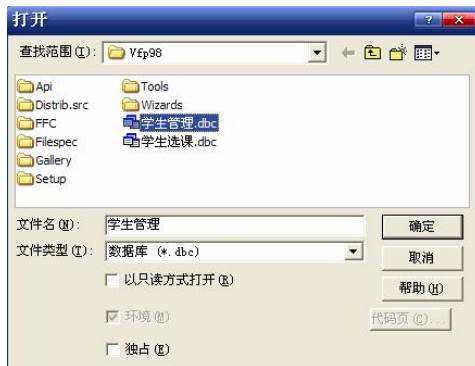 打开
查找范围(I): Vfp98
Api
Distrib.src
FFC
Filespec
Gallery
Setup
Tools
Wizards
学生管理.dbc
学生选课.dbc
文件名(N): 学生管理 确定
文件类型(T): 数据库 (*.dbc) 取消
以只读方式打开(R) 帮助(H)
环境(M) 代码页(C)...
独占(E)